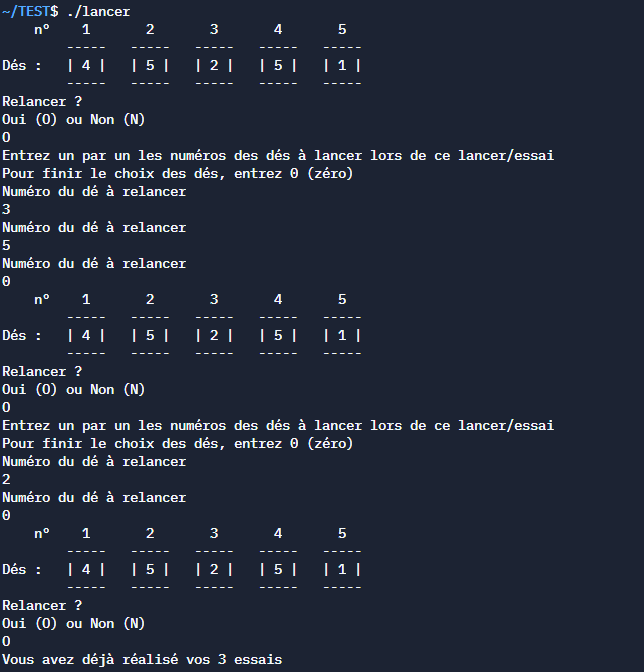 ~/TEST$ ./lancer
n° 1 2 3 4 5
----- ----- ----- ----- -----
Dés : | 4 | | 5 | | 2 | | 5 | | 1 |
----- ----- ----- ----- -----
Relancer ?
Oui (O) ou Non (N)
O
Entrez un par un les numéros des dés à lancer lors de ce lancer/essai
Pour finir le choix des dés, entrez 0 (zéro)
Numéro du dé à relancer
3
Numéro du dé à relancer
5
Numéro du dé à relancer
0
n° 1 2 3 4 5
----- ----- ----- ----- -----
Dés : | 4 | | 5 | | 2 | | 5 | | 1 |
----- ----- ----- ----- -----
Relancer ?
Oui (O) ou Non (N)
O
Entrez un par un les numéros des dés à lancer lors de ce lancer/essai
Pour finir le choix des dés, entrez 0 (zéro)
Numéro du dé à relancer
2
Numéro du dé à relancer
0
n° 1 2 3 4 5
----- ----- ----- ----- -----
Dés : | 4 | | 5 | | 2 | | 5 | | 1 |
----- ----- ----- ----- -----
Relancer ?
Oui (O) ou Non (N)
O
Vous avez déjà réalisé vos 3 essais